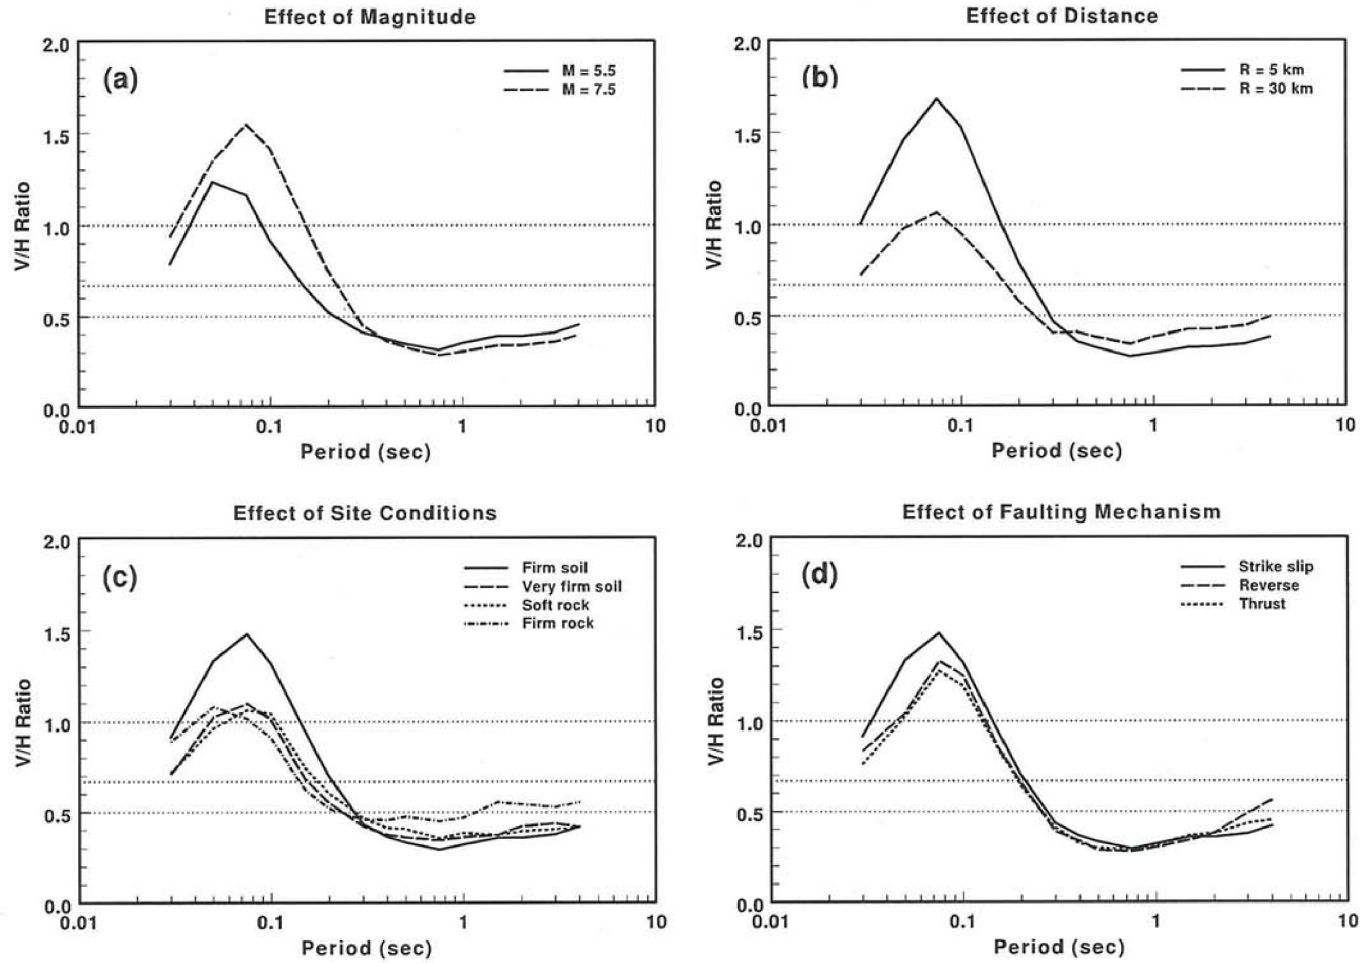 Effect of Magnitude
(a)
M = 5.5
M = 7.5
V/H Ratio
2.0
1.5
1.0
0.5
0.0
0.01
0.1
1
10
Period (sec)
Effect of Distance
(b)
R = 5 km
R = 30 km
V/H Ratio
2.0
1.5
1.0
0.5
0.0
0.01
0.1
1
10
Period (sec)
Effect of Site Conditions
(c)
Firm soil
Very firm soil
Soft rock
Firm rock
V/H Ratio
2.0
1.5
1.0
0.5
0.0
0.01
0.1
1
10
Period (sec)
Effect of Faulting Mechanism
(d)
Strike slip
Reverse
Thrust
V/H Ratio
2.0
1.5
1.0
0.5
0.0
0.01
0.1
1
10
Period (sec)